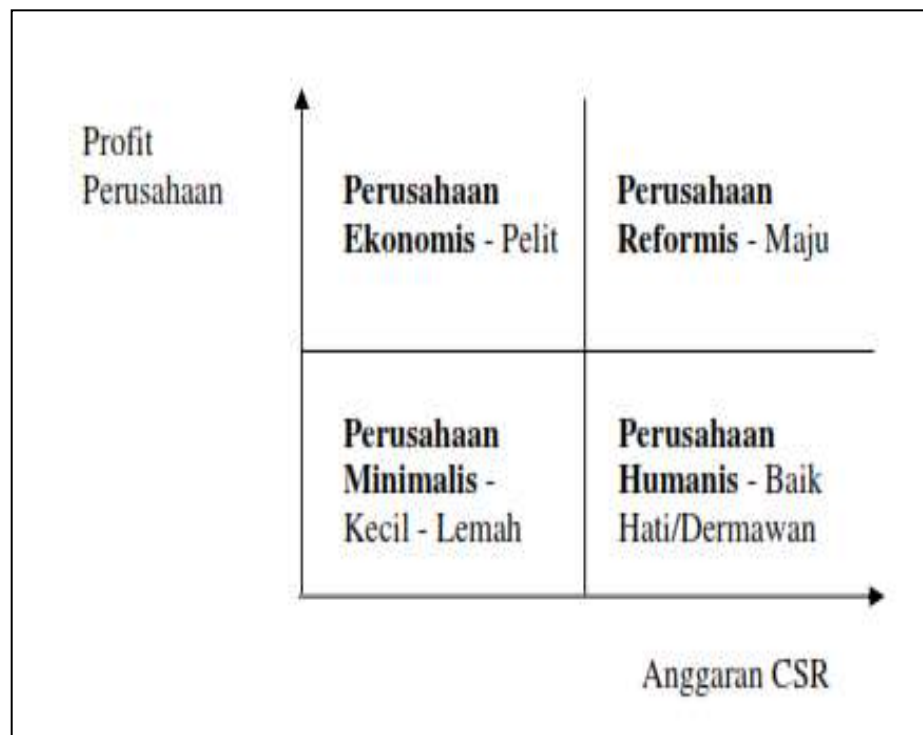 Profit
Perusahaan
Perusahaan
Ekonomis - Pelit
Perusahaan
Reformis - Maju
Perusahaan
Minimalis -
Kecil - Lemah
Perusahaan
Humanis - Baik
Hati/Dermawan
Anggaran CSR